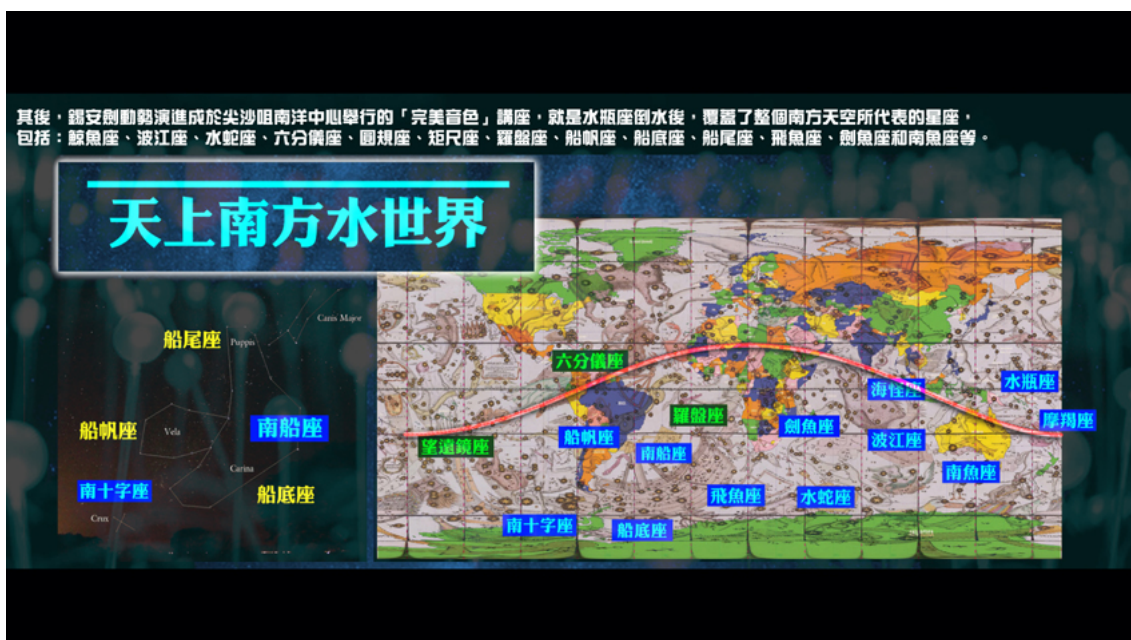 其後，錫安劍動勢演進成於尖沙咀南洋中心舉行的「完美音色」講座，就是水瓶座倒水後，覆蓋了整個南方天空所代表的星座，
包括：鯨魚座、波江座、水蛇座、六分儀座、圓規座、矩尺座、羅盤座、船帆座、船底座、船尾座、飛魚座、劍魚座和南魚座等。
天上南方水世界
Canis Major
船尾座
Puppis
船帆座
Vela
南船座
Carina
南十字座
船底座
Crux
六分儀座
水瓶座
海怪座
羅盤座
摩羯座
劍魚座
望遠鏡座
船帆座
波江座
南船座
南魚座
飛魚座
水蛇座
南十字座
船底座